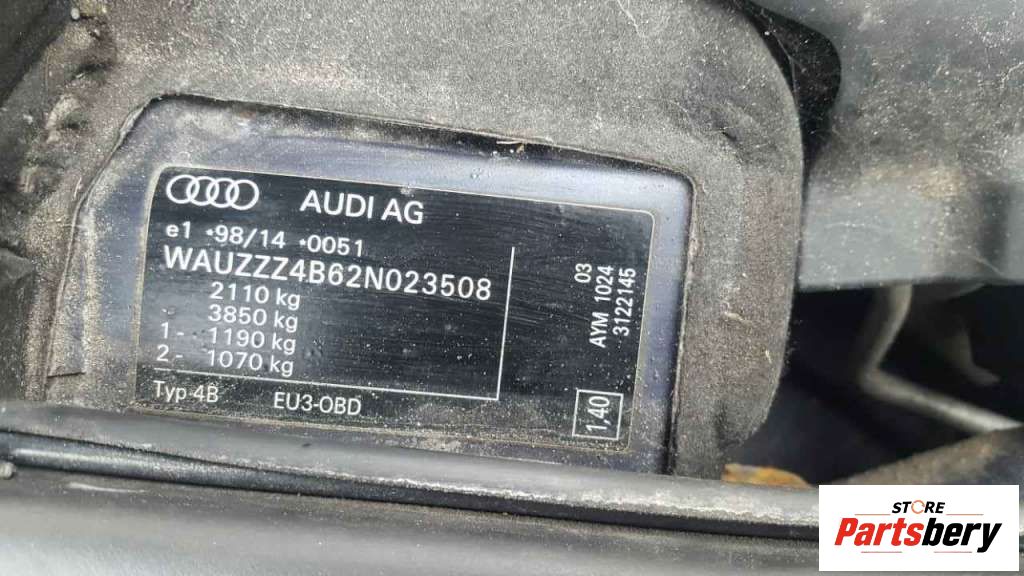 AUDI AG
e1 *98/14 *0051
WAUZZZ4B62N023508
2110 kg
3850 kg
1- 1190 kg
2- 1070 kg
Typ 4B EU3-OBD
03
AYM 1024
3122145
1,40
STORE
Partsbery